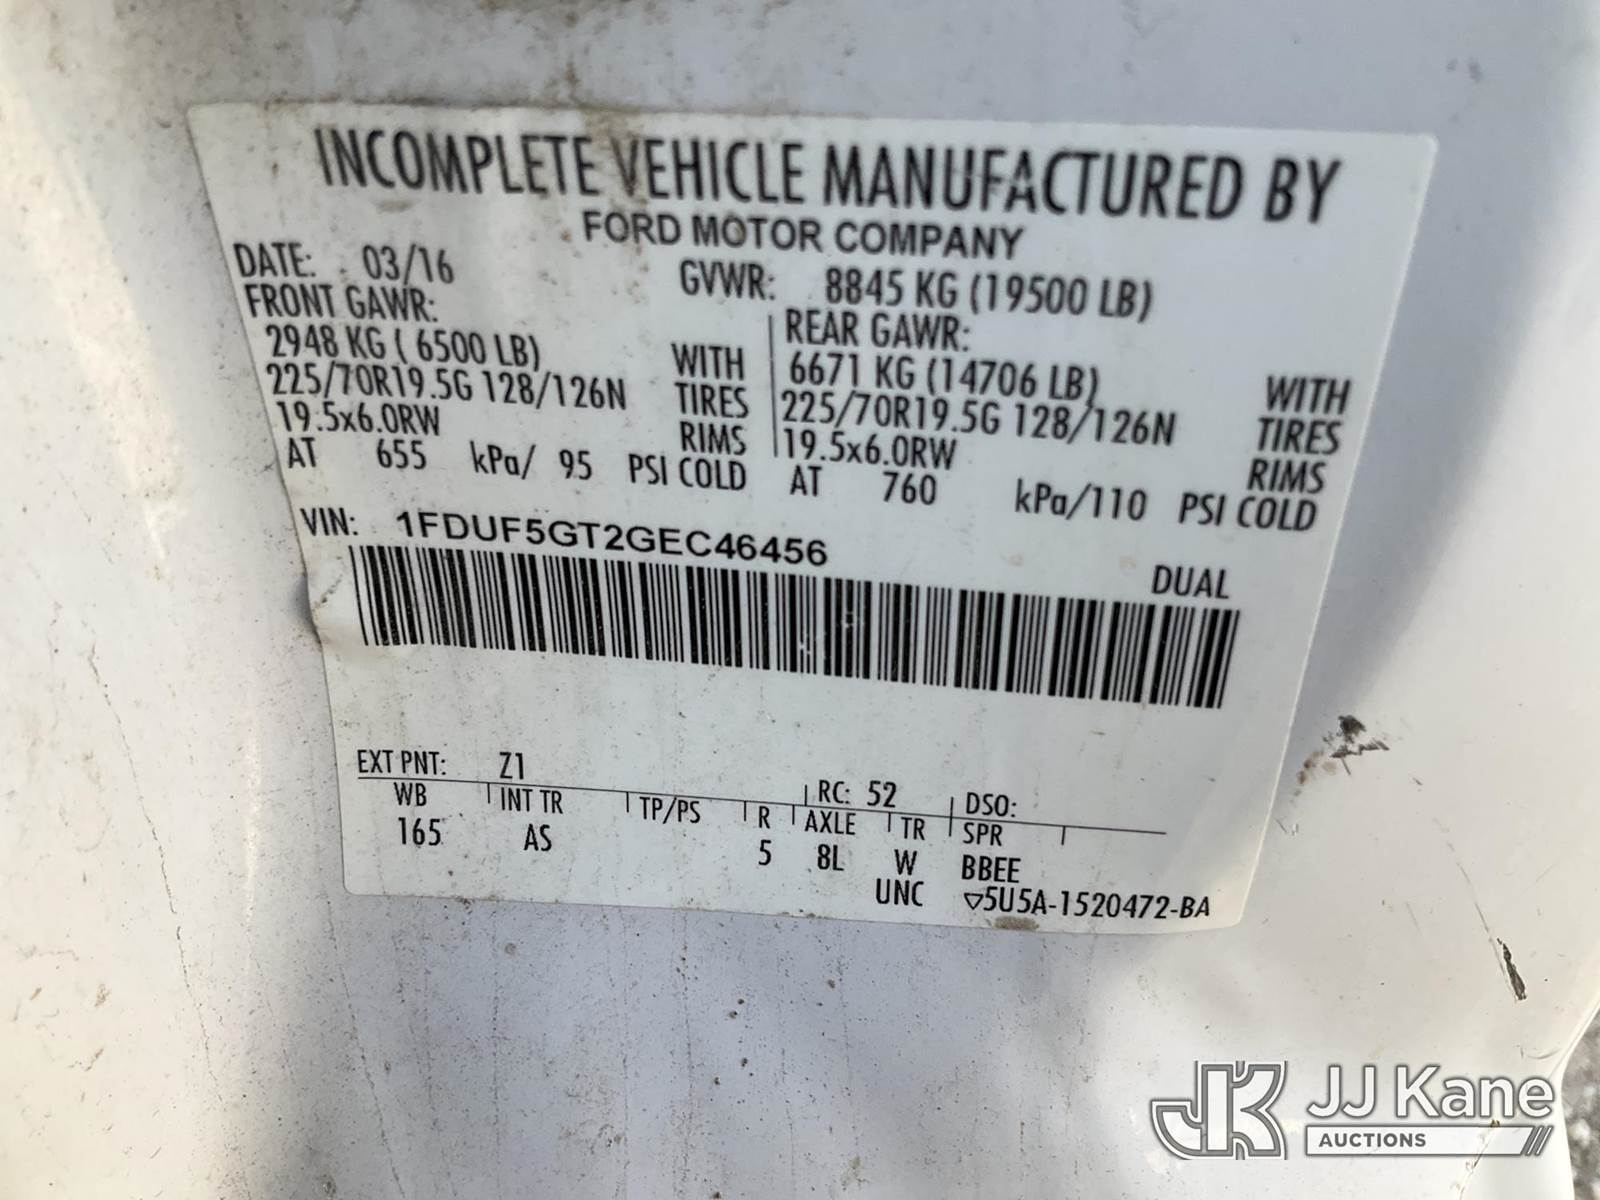 INCOMPLETE VEHICLE MANUFACTURED BY
FORD MOTOR COMPANY
DATE: 03/16 GVWR: 8845 KG (19500 LB)
FRONT GAWR: REAR GAWR:
2948 KG ( 6500 LB) WITH 6671 KG (14706 LB) WITH
225/70R19.5G 128/126N TIRES 225/70R19.5G 128/126N TIRES
19.5x6.0RW RIMS 19.5x6.0RW RIMS
AT 655 kPa/ 95 PSI COLD AT 760 kPa/110 PSI COLD
VIN: 1FDUF5GT2GEC46456
DUAL
EXT PNT: Z1 RC: 52 DSO:
WB INT TR TP/PS R AXLE TR SPR
165 AS 5 8L W BBEE
UNC ▽5U5A-1520472-BA
JK JJ Kane
AUCTIONS